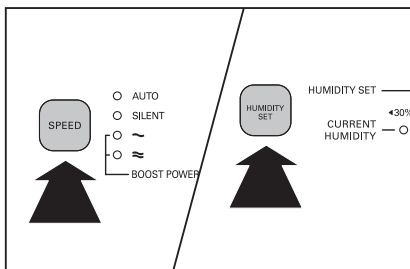 SPEED
AUTO
SILENT
~
≈
BOOST POWER
HUMIDITY
SET
HUMIDITY SET
◄30%
CURRENT
HUMIDITY